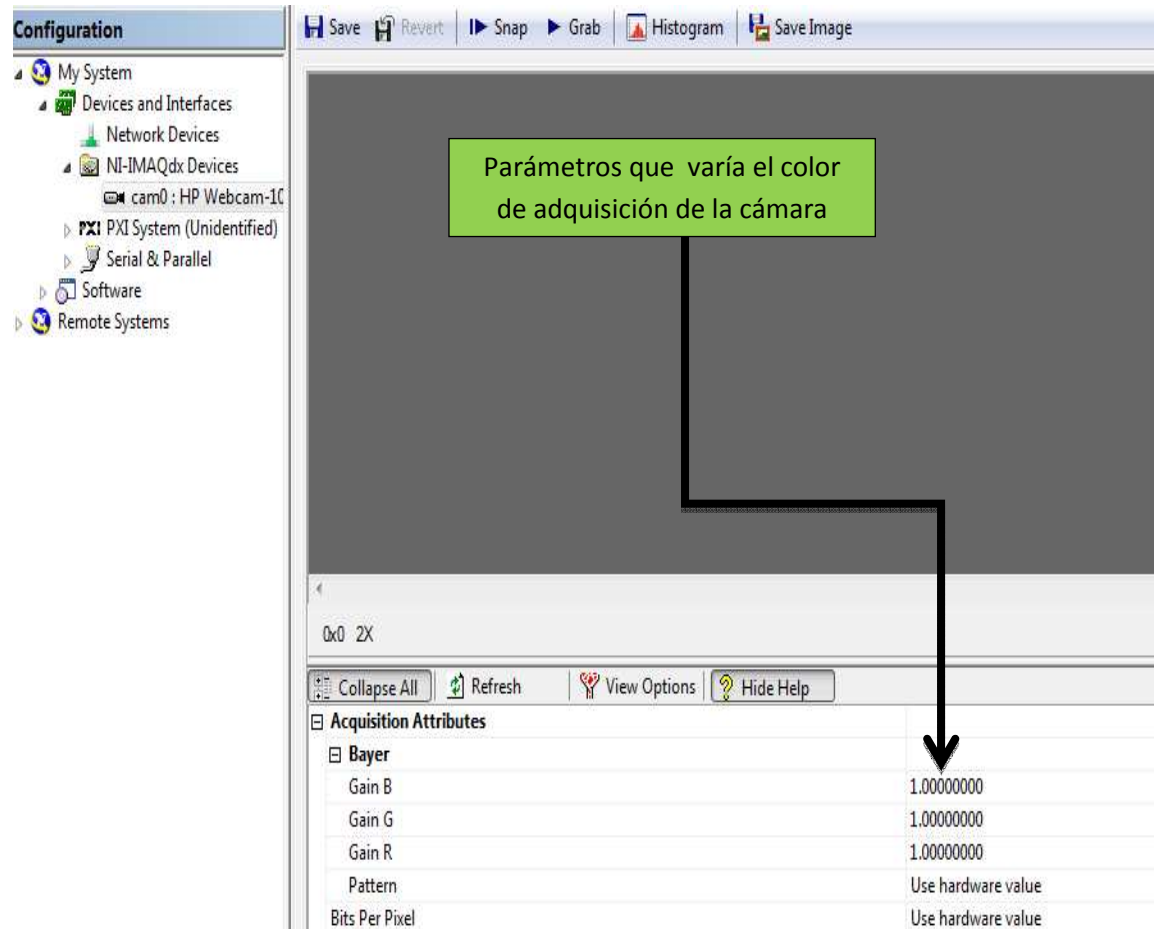 Configuration
My System
Devices and Interfaces
Network Devices
NI-IMAQdx Devices
cam0 : HP Webcam-10
PXI PXI System (Unidentified)
Serial & Parallel
Software
Remote Systems
Save Revert Snap Grab Histogram Save Image
Parámetros que varía el color
de adquisición de la cámara
0x0 2X
Collapse All Refresh View Options Hide Help
Acquisition Attributes
Bayer
Gain B 1.00000000
Gain G 1.00000000
Gain R 1.00000000
Pattern Use hardware value
Bits Per Pixel Use hardware value